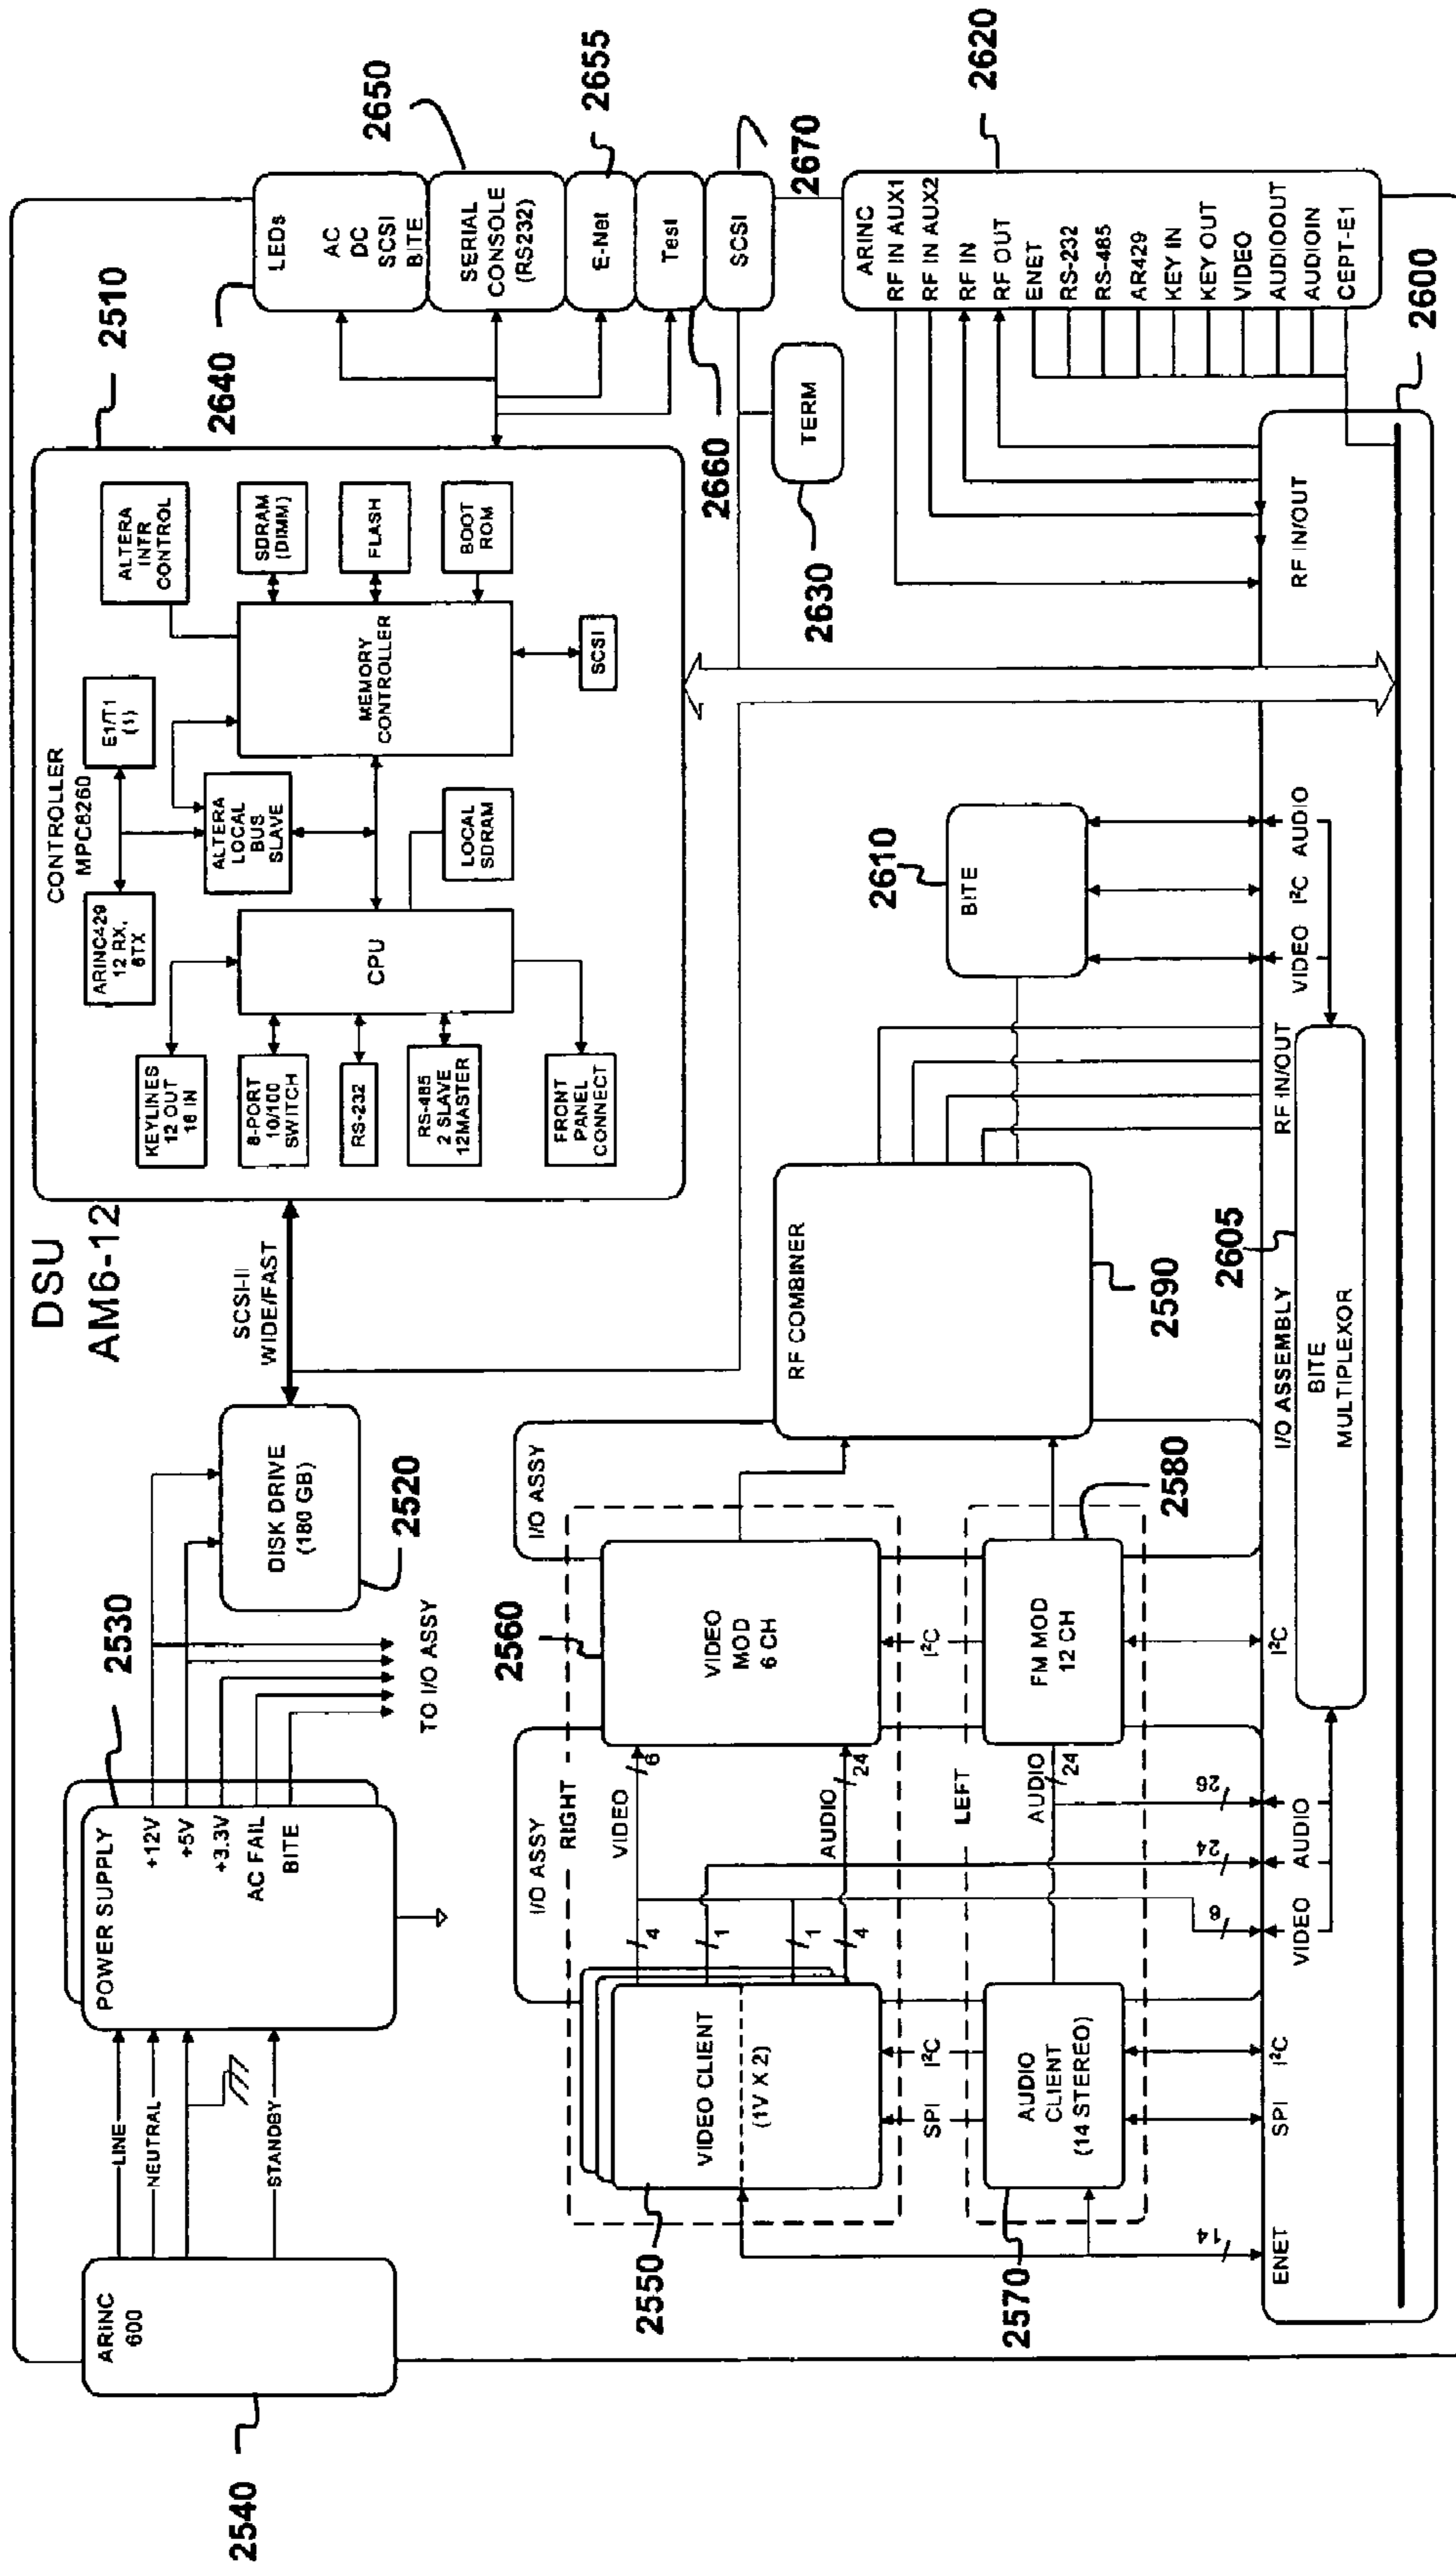 DSU
AM6-12
2540
ARINC
600
LINE
NEUTRAL
STANDBY
2530
POWER SUPPLY
+12V
+5V
+3.3V
AC FAIL
BITE
TO I/O ASSY
DISK DRIVE
(180 GB)
2520
SCSI-II
WIDE/FAST
CONTROLLER
MPC8260
2510
KEYLINES
12 OUT
16 IN
8-PORT
10/100
SWITCH
RS-232
RS-485
2 SLAVE
12MASTER
FRONT
PANEL
CONNECT
ARINC429
12 RX,
6TX
E1/T1
(1)
ALTERA
LOCAL
BUS
SLAVE
CPU
LOCAL
SDRAM
MEMORY
CONTROLLER
ALTERA
INTR
CONTROL
SDRAM
(DIMM)
FLASH
BOOT
ROM
SCSI
2640
LEDs
AC
DC
SCSI
BITE
2650
SERIAL
CONSOLE
(RS232)
E-Net
2655
Test
2660
SCSI
2670
TERM
2630
2620
ARINC
RF IN AUX1
RF IN AUX2
RF IN
RF OUT
ENET
RS-232
RS-485
AR429
KEY IN
KEY OUT
VIDEO
AUDIOOUT
AUDIOIN
CEPT-E1
2600
I/O ASSY
I/O ASSY
RIGHT
LEFT
2550
VIDEO CLIENT
(1V X 2)
4
1
1
4
VIDEO
6
AUDIO
24
2560
VIDEO
MOD
6 CH
SPI
I²C
I²C
2570
AUDIO
CLIENT
(14 STEREO)
AUDIO
24
FM MOD
12 CH
2580
RF COMBINER
2590
2610
BITE
14
6
24
26
ENET
SPI
I²C
VIDEO
AUDIO
I²C
I/O ASSEMBLY
2605
BITE
MULTIPLEXOR
RF IN/OUT
VIDEO
I²C
AUDIO
RF IN/OUT